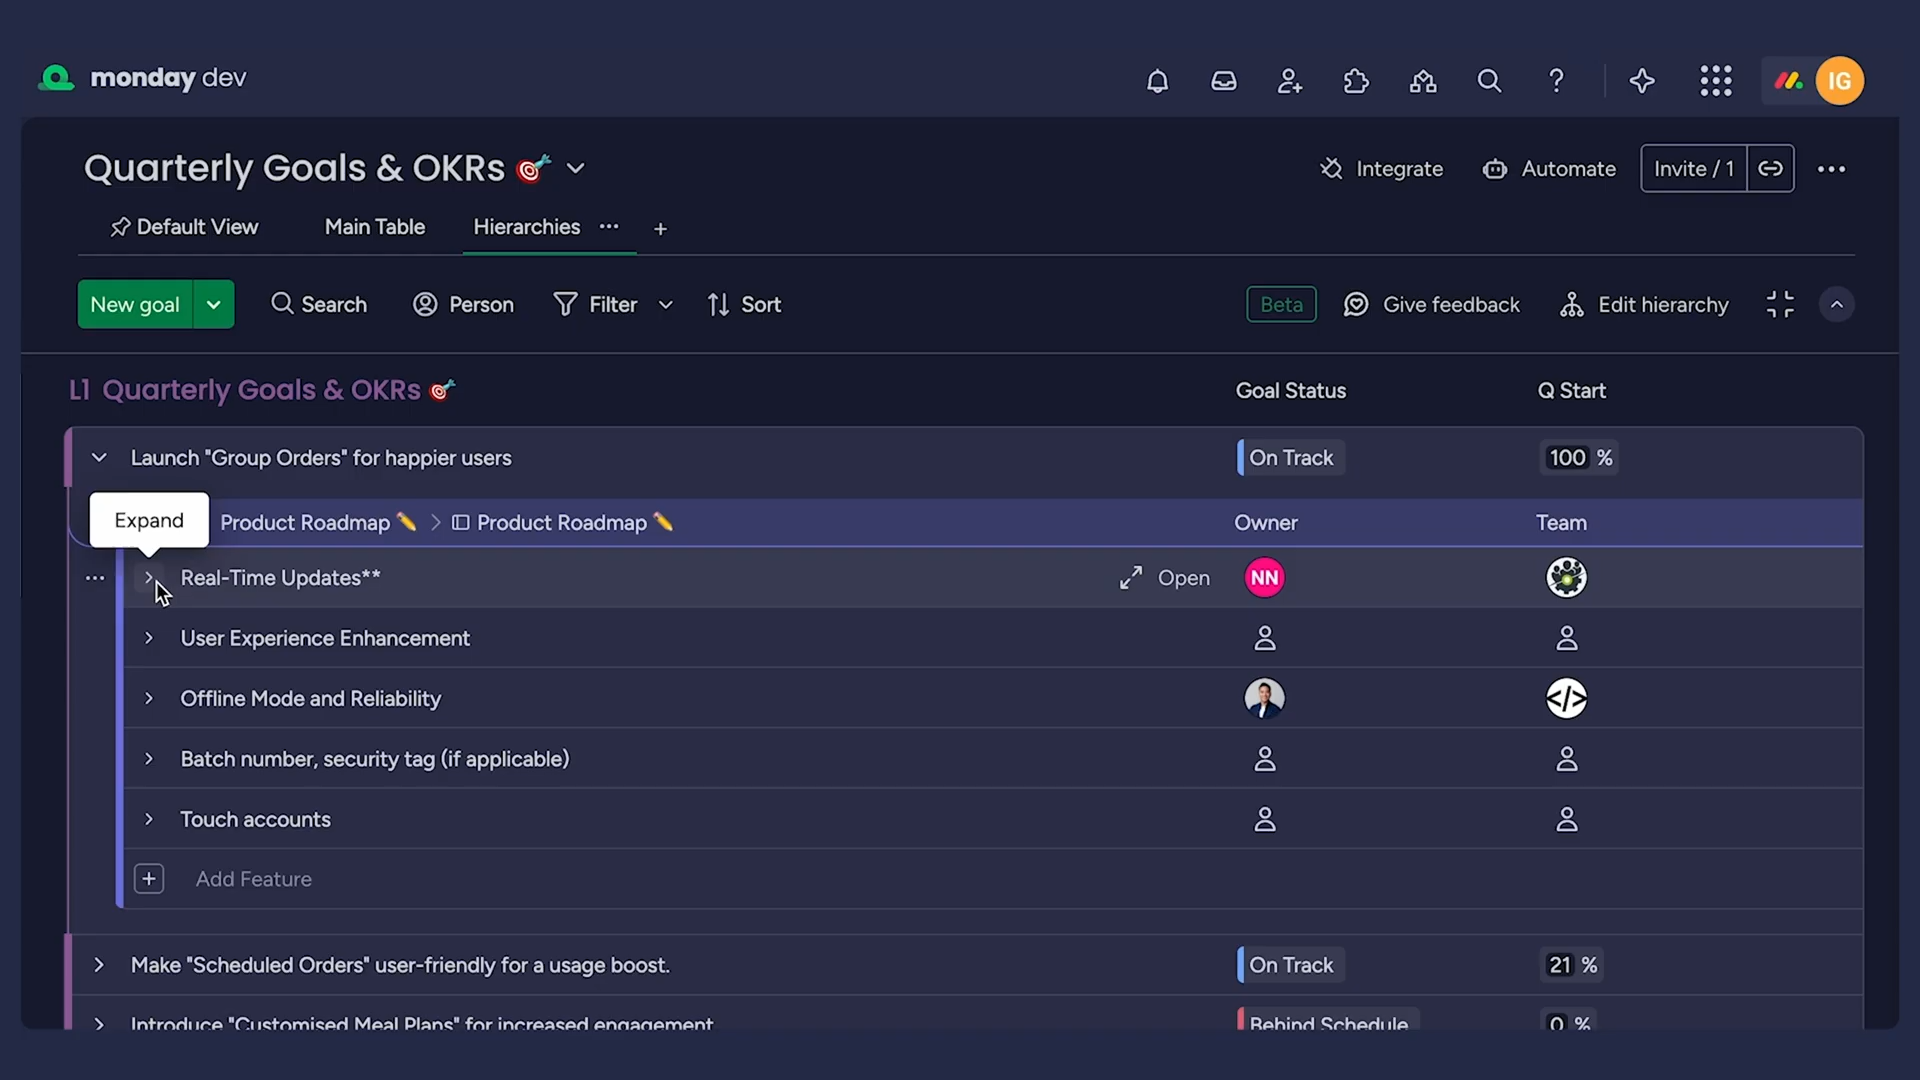 monday dev
IG
Quarterly Goals & OKRs
Integrate
Automate
Invite / 1
Default View
Main Table
Hierarchies
New goal
Search
Person
Filter
Sort
Beta
Give feedback
Edit hierarchy
L1 Quarterly Goals & OKRs
Goal Status
Q Start
Launch "Group Orders" for happier users
On Track
100 %
Expand
Product Roadmap ✏️ > Product Roadmap ✏️
Owner
Team
Real-Time Updates**
Open
NN
User Experience Enhancement
Offline Mode and Reliability
</>
Batch number, security tag (if applicable)
Touch accounts
+ Add Feature
Make "Scheduled Orders" user-friendly for a usage boost.
On Track
21 %
Introduce "Customised Meal Plans" for increased engagement
Behind Schedule
0 %